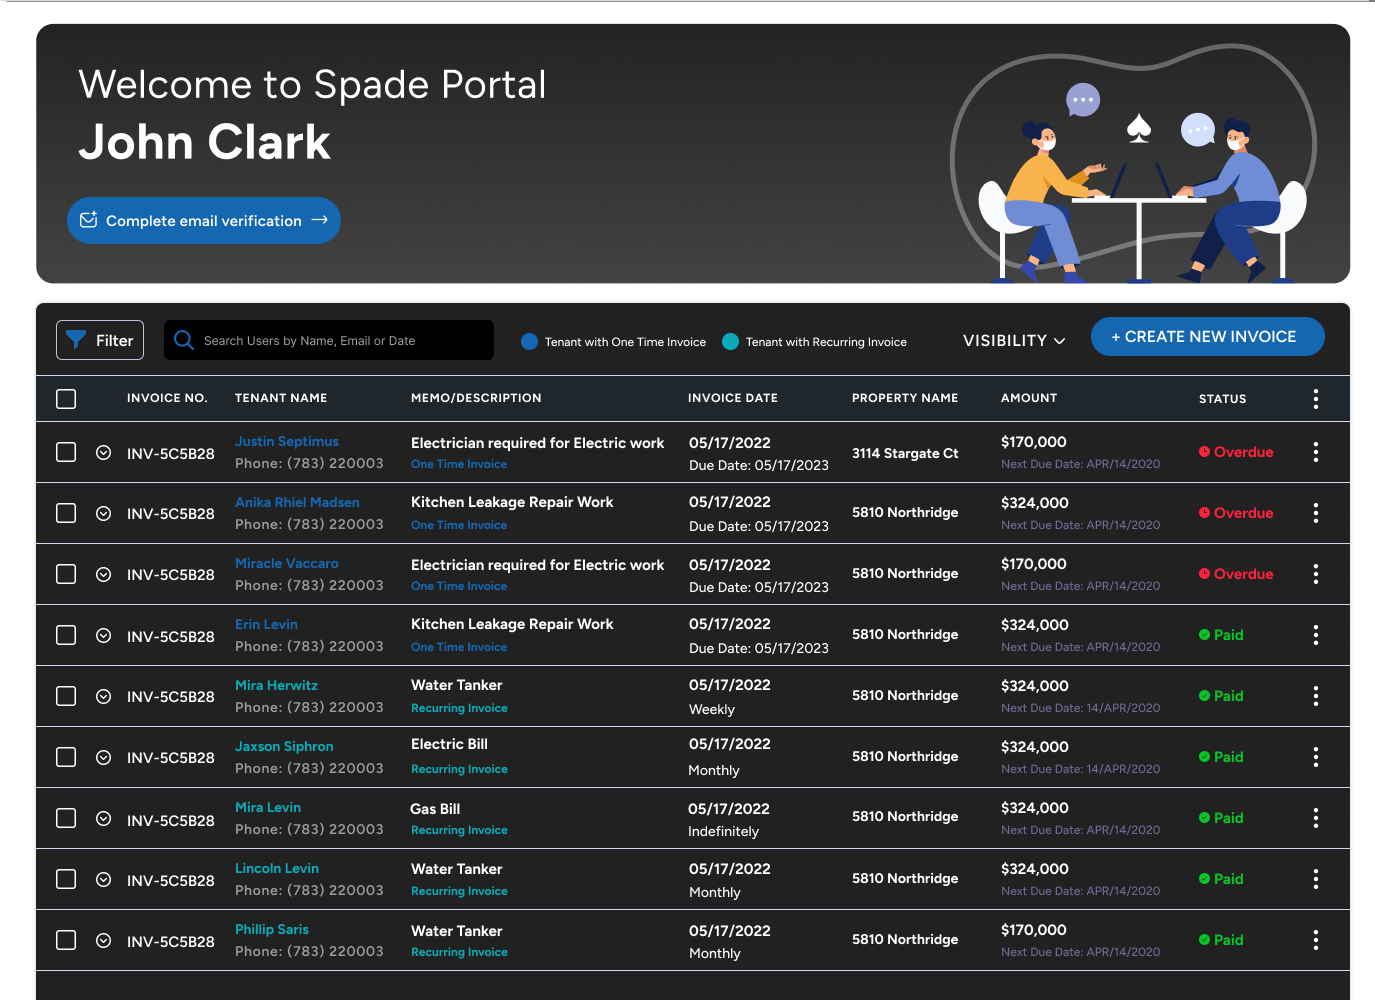 Welcome to Spade Portal
John Clark
Complete email verification
Filter
Search Users by Name, Email or Date
Tenant with One Time Invoice
Tenant with Recurring Invoice
VISIBILITY
+ CREATE NEW INVOICE
INVOICE NO. TENANT NAME MEMO/DESCRIPTION INVOICE DATE PROPERTY NAME AMOUNT STATUS
INV-5C5B28 Justin Septimus Electrician required for Electric work 05/17/2022 3114 Stargate Ct $170,000 Overdue
Phone: (783) 220003 One Time Invoice Due Date: 05/17/2023 Next Due Date: APR/14/2020
INV-5C5B28 Anika Rhiel Madsen Kitchen Leakage Repair Work 05/17/2022 5810 Northridge $324,000 Overdue
Phone: (783) 220003 One Time Invoice Due Date: 05/17/2023 Next Due Date: APR/14/2020
INV-5C5B28 Miracle Vaccaro Electrician required for Electric work 05/17/2022 5810 Northridge $170,000 Overdue
Phone: (783) 220003 One Time Invoice Due Date: 05/17/2023 Next Due Date: APR/14/2020
INV-5C5B28 Erin Levin Kitchen Leakage Repair Work 05/17/2022 5810 Northridge $324,000 Paid
Phone: (783) 220003 One Time Invoice Due Date: 05/17/2023 Next Due Date: APR/14/2020
INV-5C5B28 Mira Herwitz Water Tanker 05/17/2022 5810 Northridge $324,000 Paid
Phone: (783) 220003 Recurring Invoice Weekly Next Due Date: 14/APR/2020
INV-5C5B28 Jaxson Siphron Electric Bill 05/17/2022 5810 Northridge $324,000 Paid
Phone: (783) 220003 Recurring Invoice Monthly Next Due Date: 14/APR/2020
INV-5C5B28 Mira Levin Gas Bill 05/17/2022 5810 Northridge $324,000 Paid
Phone: (783) 220003 Recurring Invoice Indefinitely Next Due Date: APR/14/2020
INV-5C5B28 Lincoln Levin Water Tanker 05/17/2022 5810 Northridge $324,000 Paid
Phone: (783) 220003 Recurring Invoice Monthly Next Due Date: APR/14/2020
INV-5C5B28 Phillip Saris Water Tanker 05/17/2022 5810 Northridge $170,000 Paid
Phone: (783) 220003 Recurring Invoice Monthly Next Due Date: APR/14/2020